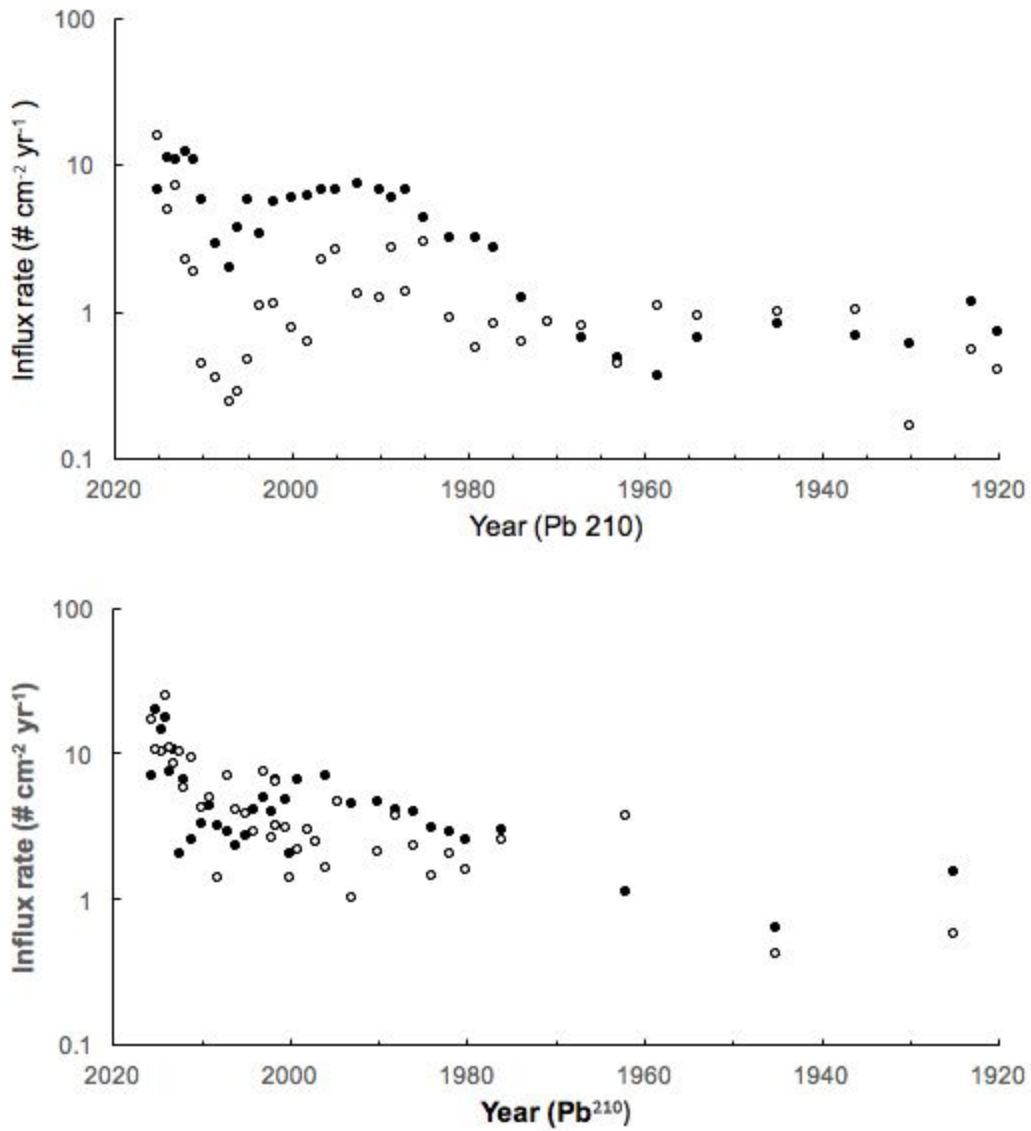 100
10
1
0.1
Influx rate (# cm⁻² yr⁻¹ )
2020 2000 1980 1960 1940 1920
Year (Pb 210)
100
10
1
0.1
Influx rate (# cm⁻² yr⁻¹)
2020 2000 1980 1960 1940 1920
Year (Pb²¹⁰)